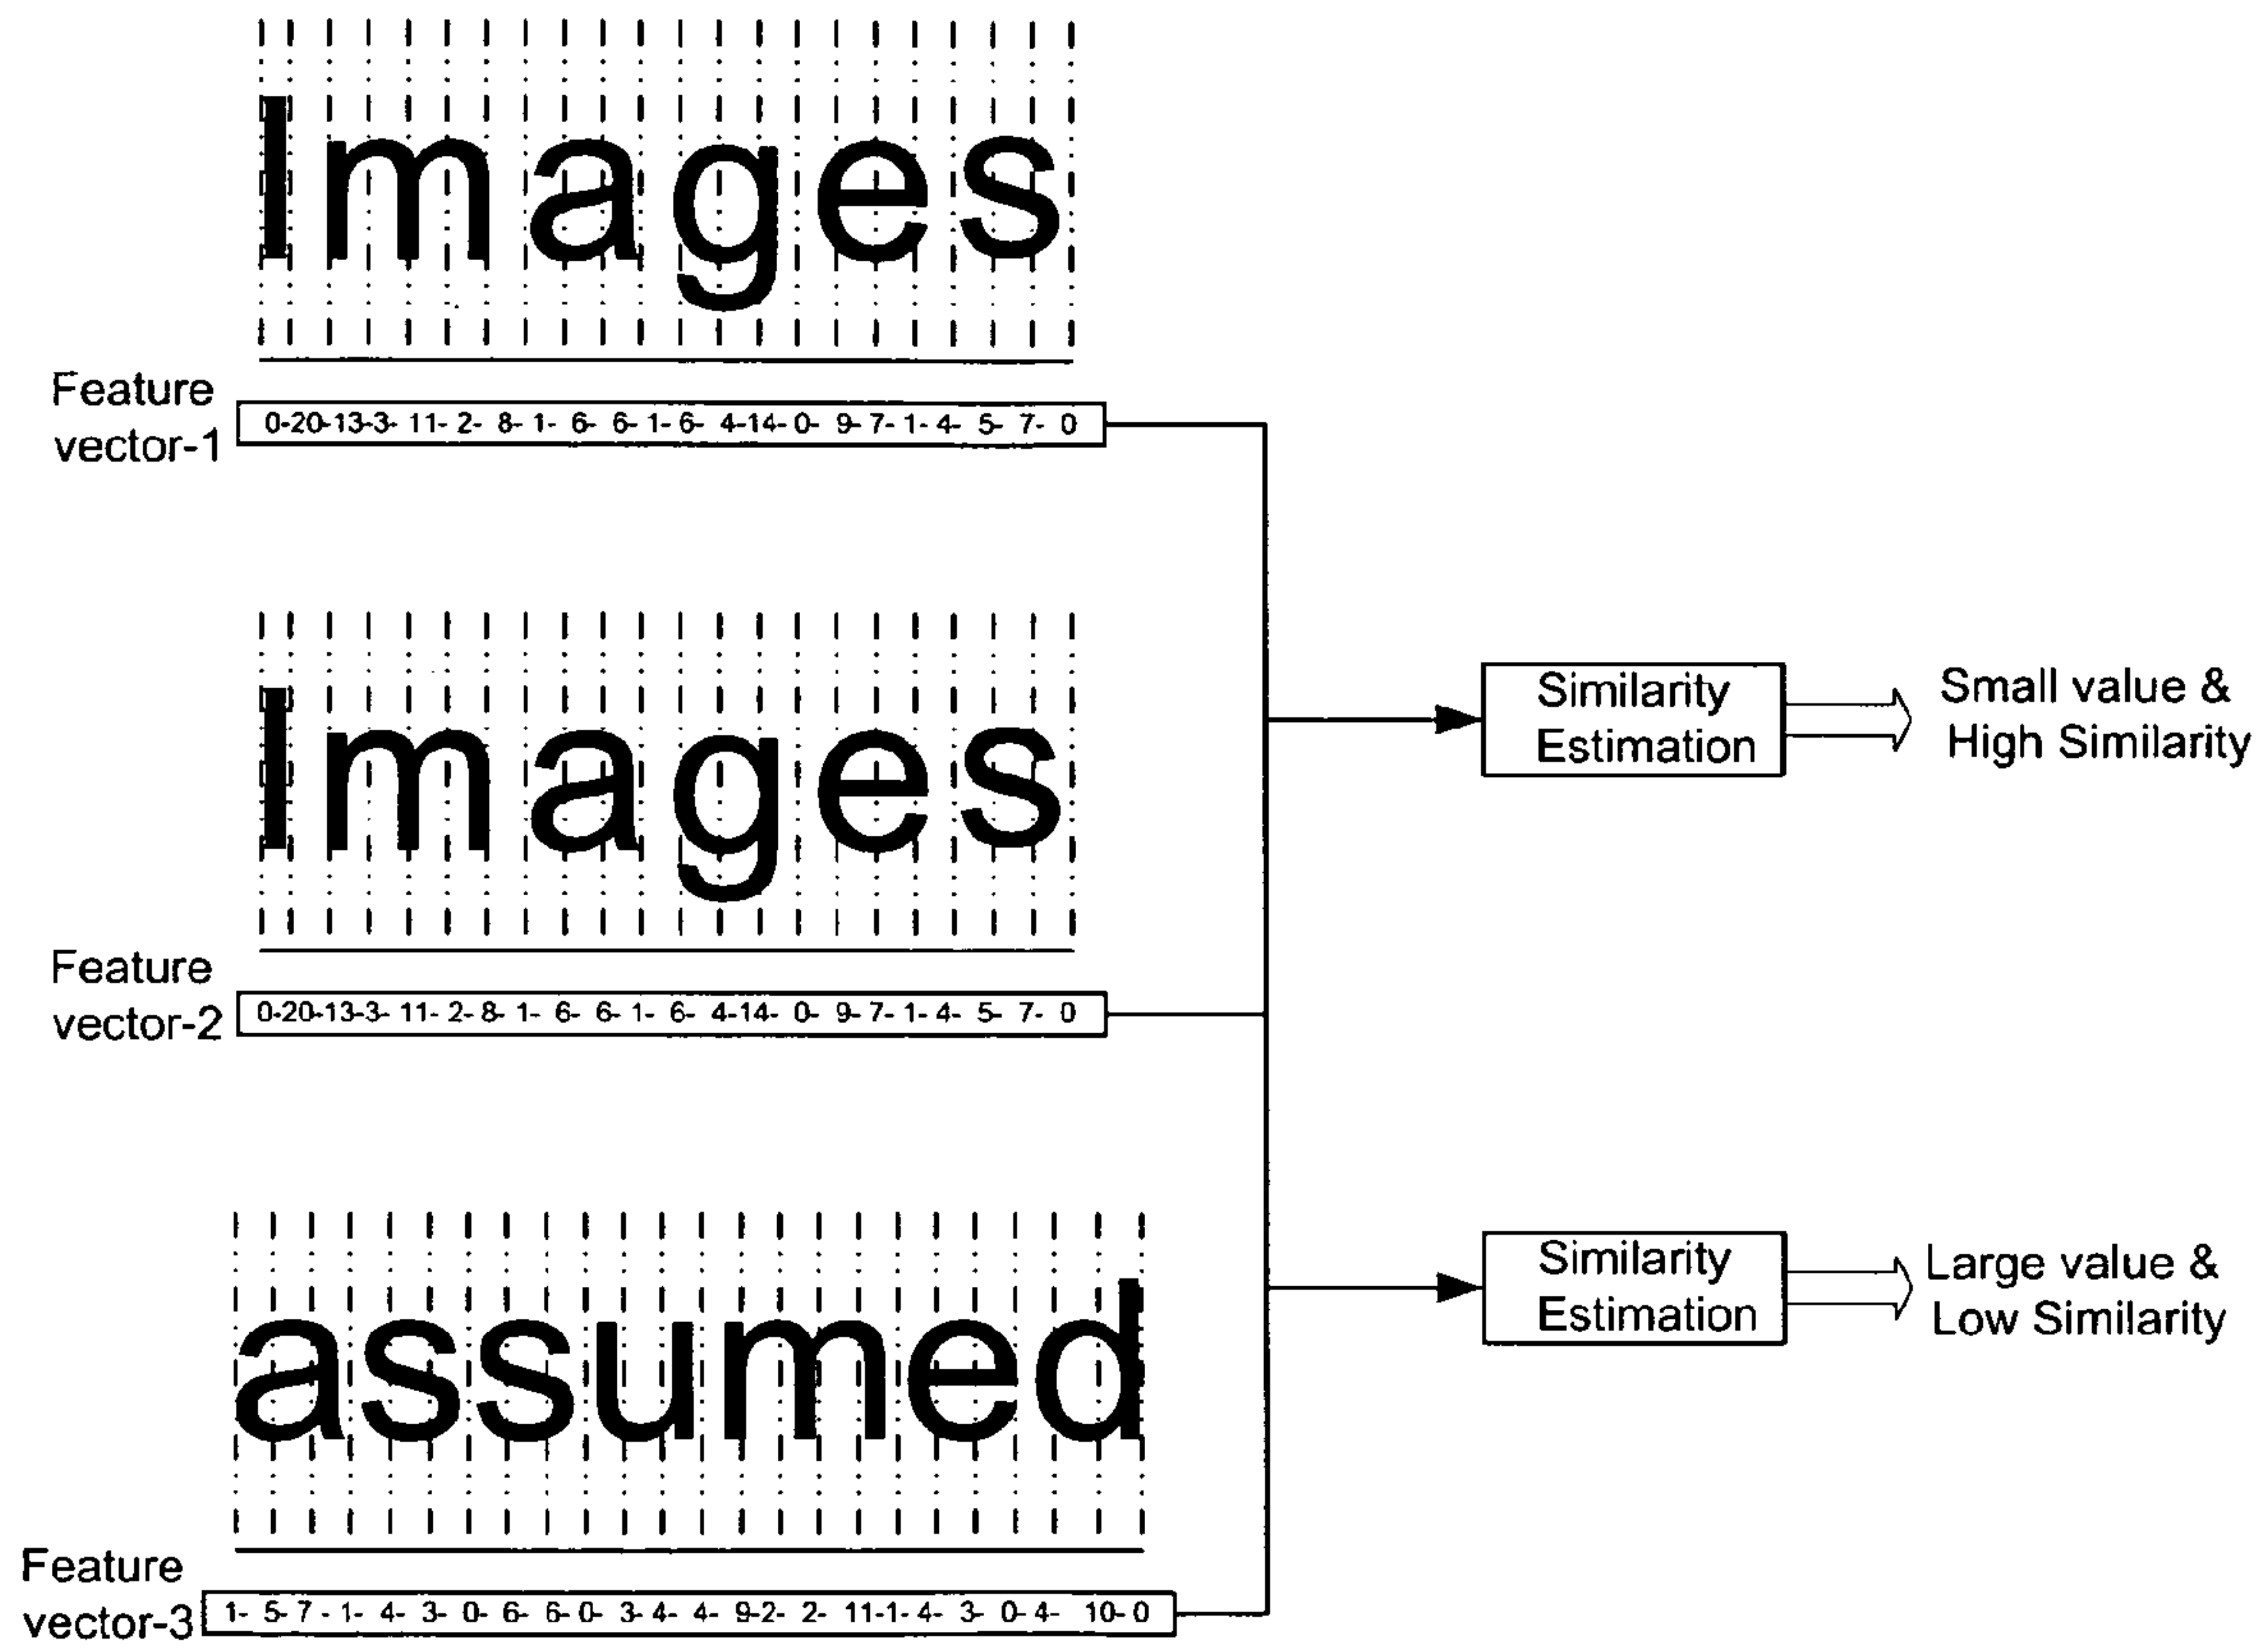 Images
Feature
vector-1
0-20-13-3- 11- 2- 8- 1- 6- 6- 1- 6- 4-14- 0- 9- 7- 1- 4- 5- 7- 0
Images
Similarity
Estimation
Small value &
High Similarity
Feature
vector-2
0-20-13-3- 11- 2- 8- 1- 6- 6- 1- 6- 4-14- 0- 9- 7- 1- 4- 5- 7- 0
assumed
Similarity
Estimation
Large value &
Low Similarity
Feature
vector-3
1- 5- 7 - 1- 4- 3- 0- 6- 6- 0- 3- 4- 4- 9-2- 2- 11-1- 4- 3- 0- 4- 10- 0